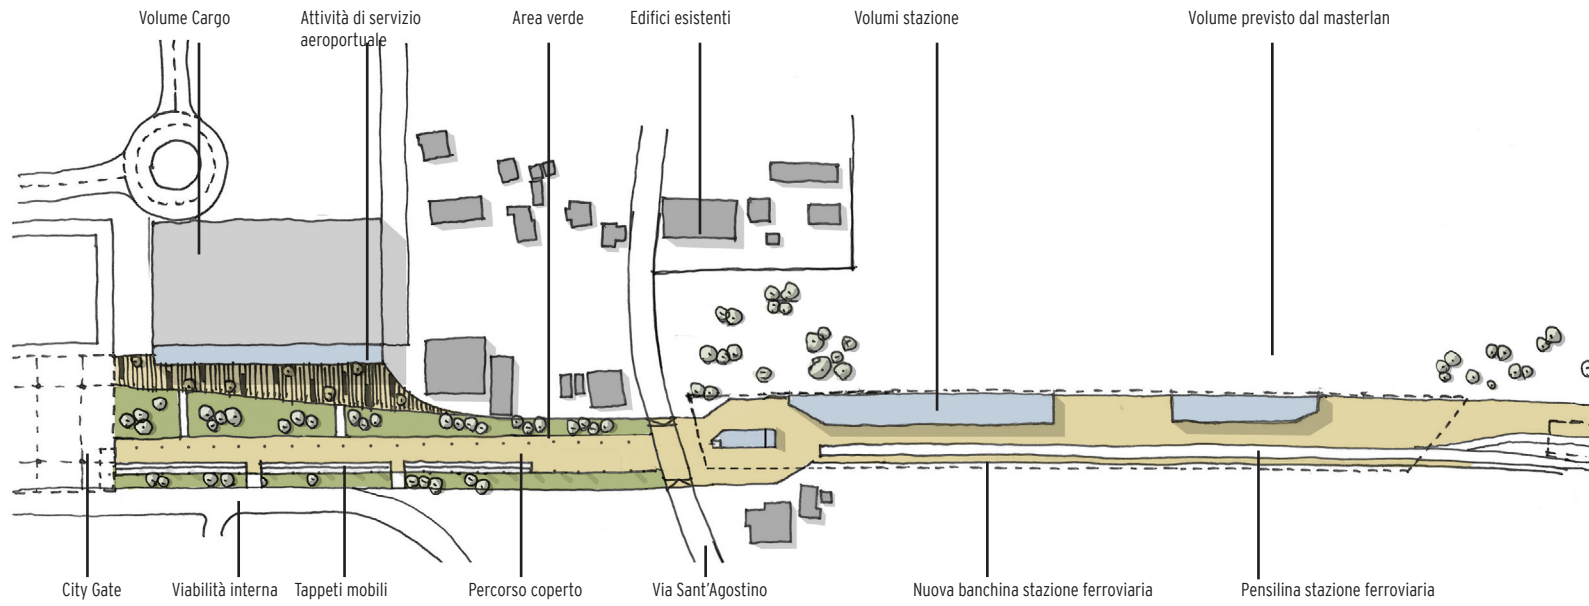 Volume Cargo
Attività di servizio
aeroportuale
Area verde
Edifici esistenti
Volumi stazione
Volume previsto dal masterlan
City Gate
Viabilità interna
Tappeti mobili
Percorso coperto
Via Sant'Agostino
Nuova banchina stazione ferroviaria
Pensilina stazione ferroviaria